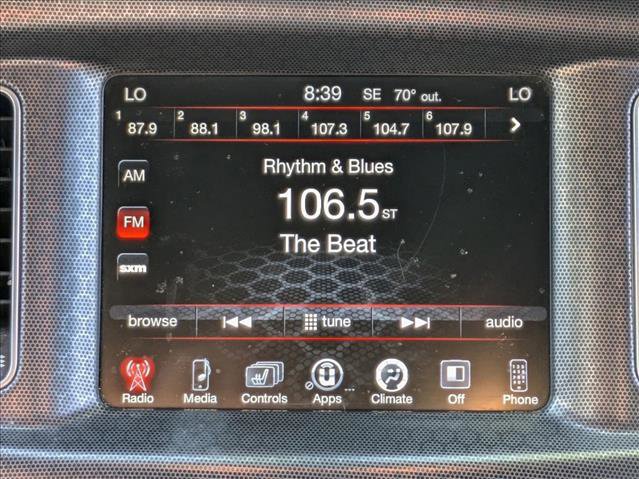 LO 8:39 SE 70° out. LO
1 87.9 2 88.1 3 98.1 4 107.3 5 104.7 6 107.9
AM
Rhythm & Blues
FM
106.5 ST
The Beat
sxm
browse tune audio
Radio Media Controls Apps Climate Off Phone